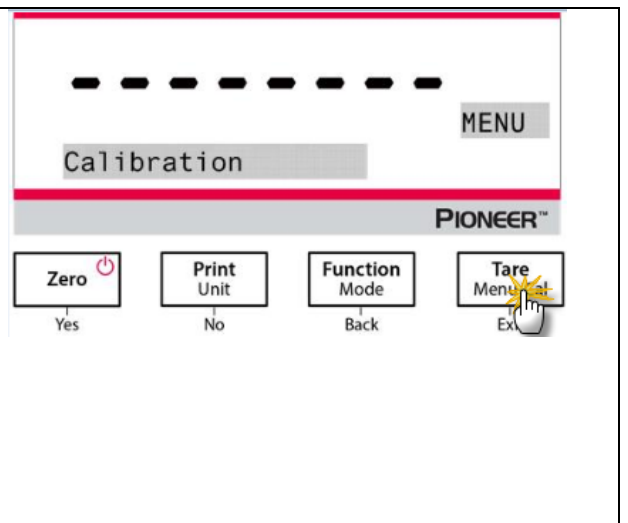 --------
MENU
Calibration
PIONEER™
Zero Print Function Tare
Unit Mode
Yes No Back